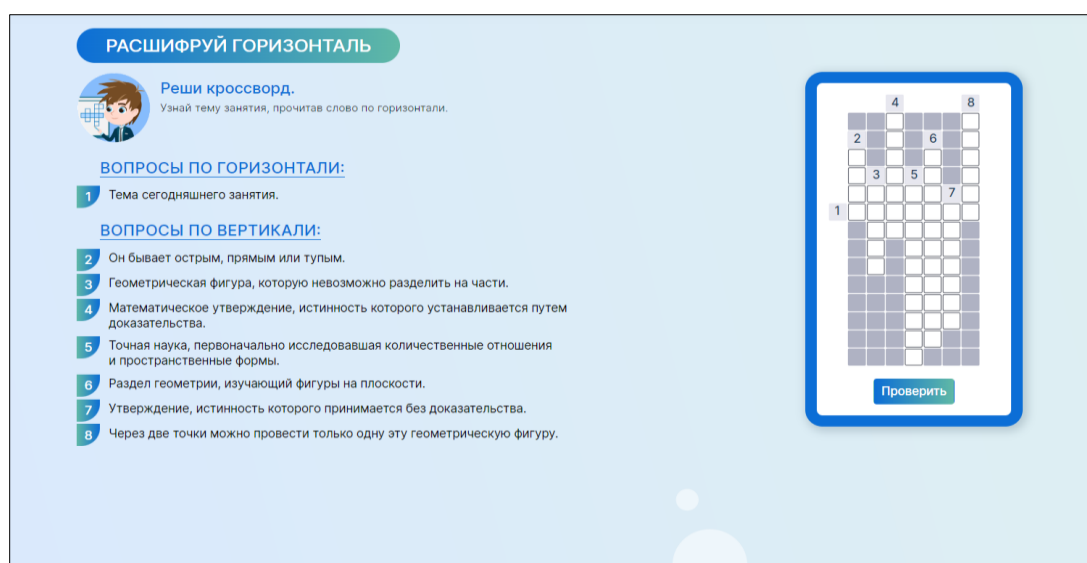 РАСШИФРУЙ ГОРИЗОНТАЛЬ
Реши кроссворд.
Узнай тему занятия, прочитав слово по горизонтали.
ВОПРОСЫ ПО ГОРИЗОНТАЛИ:
1 Тема сегодняшнего занятия.
ВОПРОСЫ ПО ВЕРТИКАЛИ:
2 Он бывает острым, прямым или тупым.
3 Геометрическая фигура, которую невозможно разделить на части.
4 Математическое утверждение, истинность которого устанавливается путем
доказательства.
5 Точная наука, первоначально исследовавшая количественные отношения
и пространственные формы.
6 Раздел геометрии, изучающий фигуры на плоскости.
7 Утверждение, истинность которого принимается без доказательства.
8 Через две точки можно провести только одну эту геометрическую фигуру.
4 8
2 6
3 5
7
1
Проверить